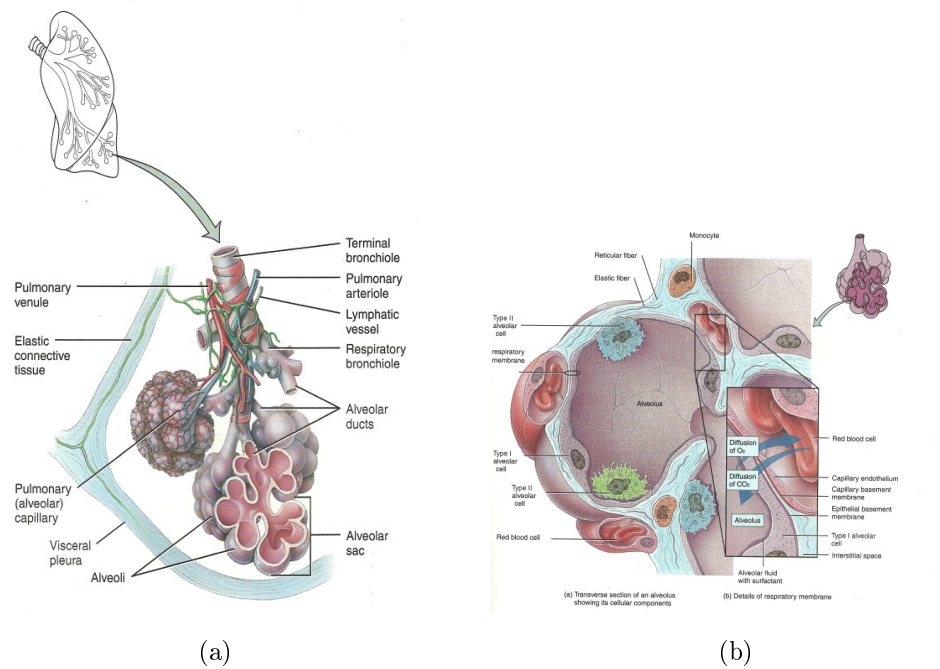 Terminal
bronchiole
Pulmonary
arteriole
Lymphatic
vessel
Respiratory
bronchiole
Alveolar
ducts
Alveolar
sac
Pulmonary
venule
Elastic
connective
tissue
Pulmonary
(alveolar)
capillary
Visceral
pleura
Alveoli
(a)
Monocyte
Reticular fiber
Elastic fiber
Type II
alveolar
cell
respiratory
membrane
Alveolus
Type I
alveolar
cell
Type II
alveolar
cell
Red blood cell
Diffusion
of O₂
Diffusion
of CO₂
Alveolus
Red blood cell
Capillary endothelium
Capillary basement
membrane
Epithelial basement
membrane
Type I alveolar
cell
Interstitial space
Alveolar fluid
with surfactant
(a) Transverse section of an alveolus
showing its cellular components
(b) Details of respiratory membrane
(b)